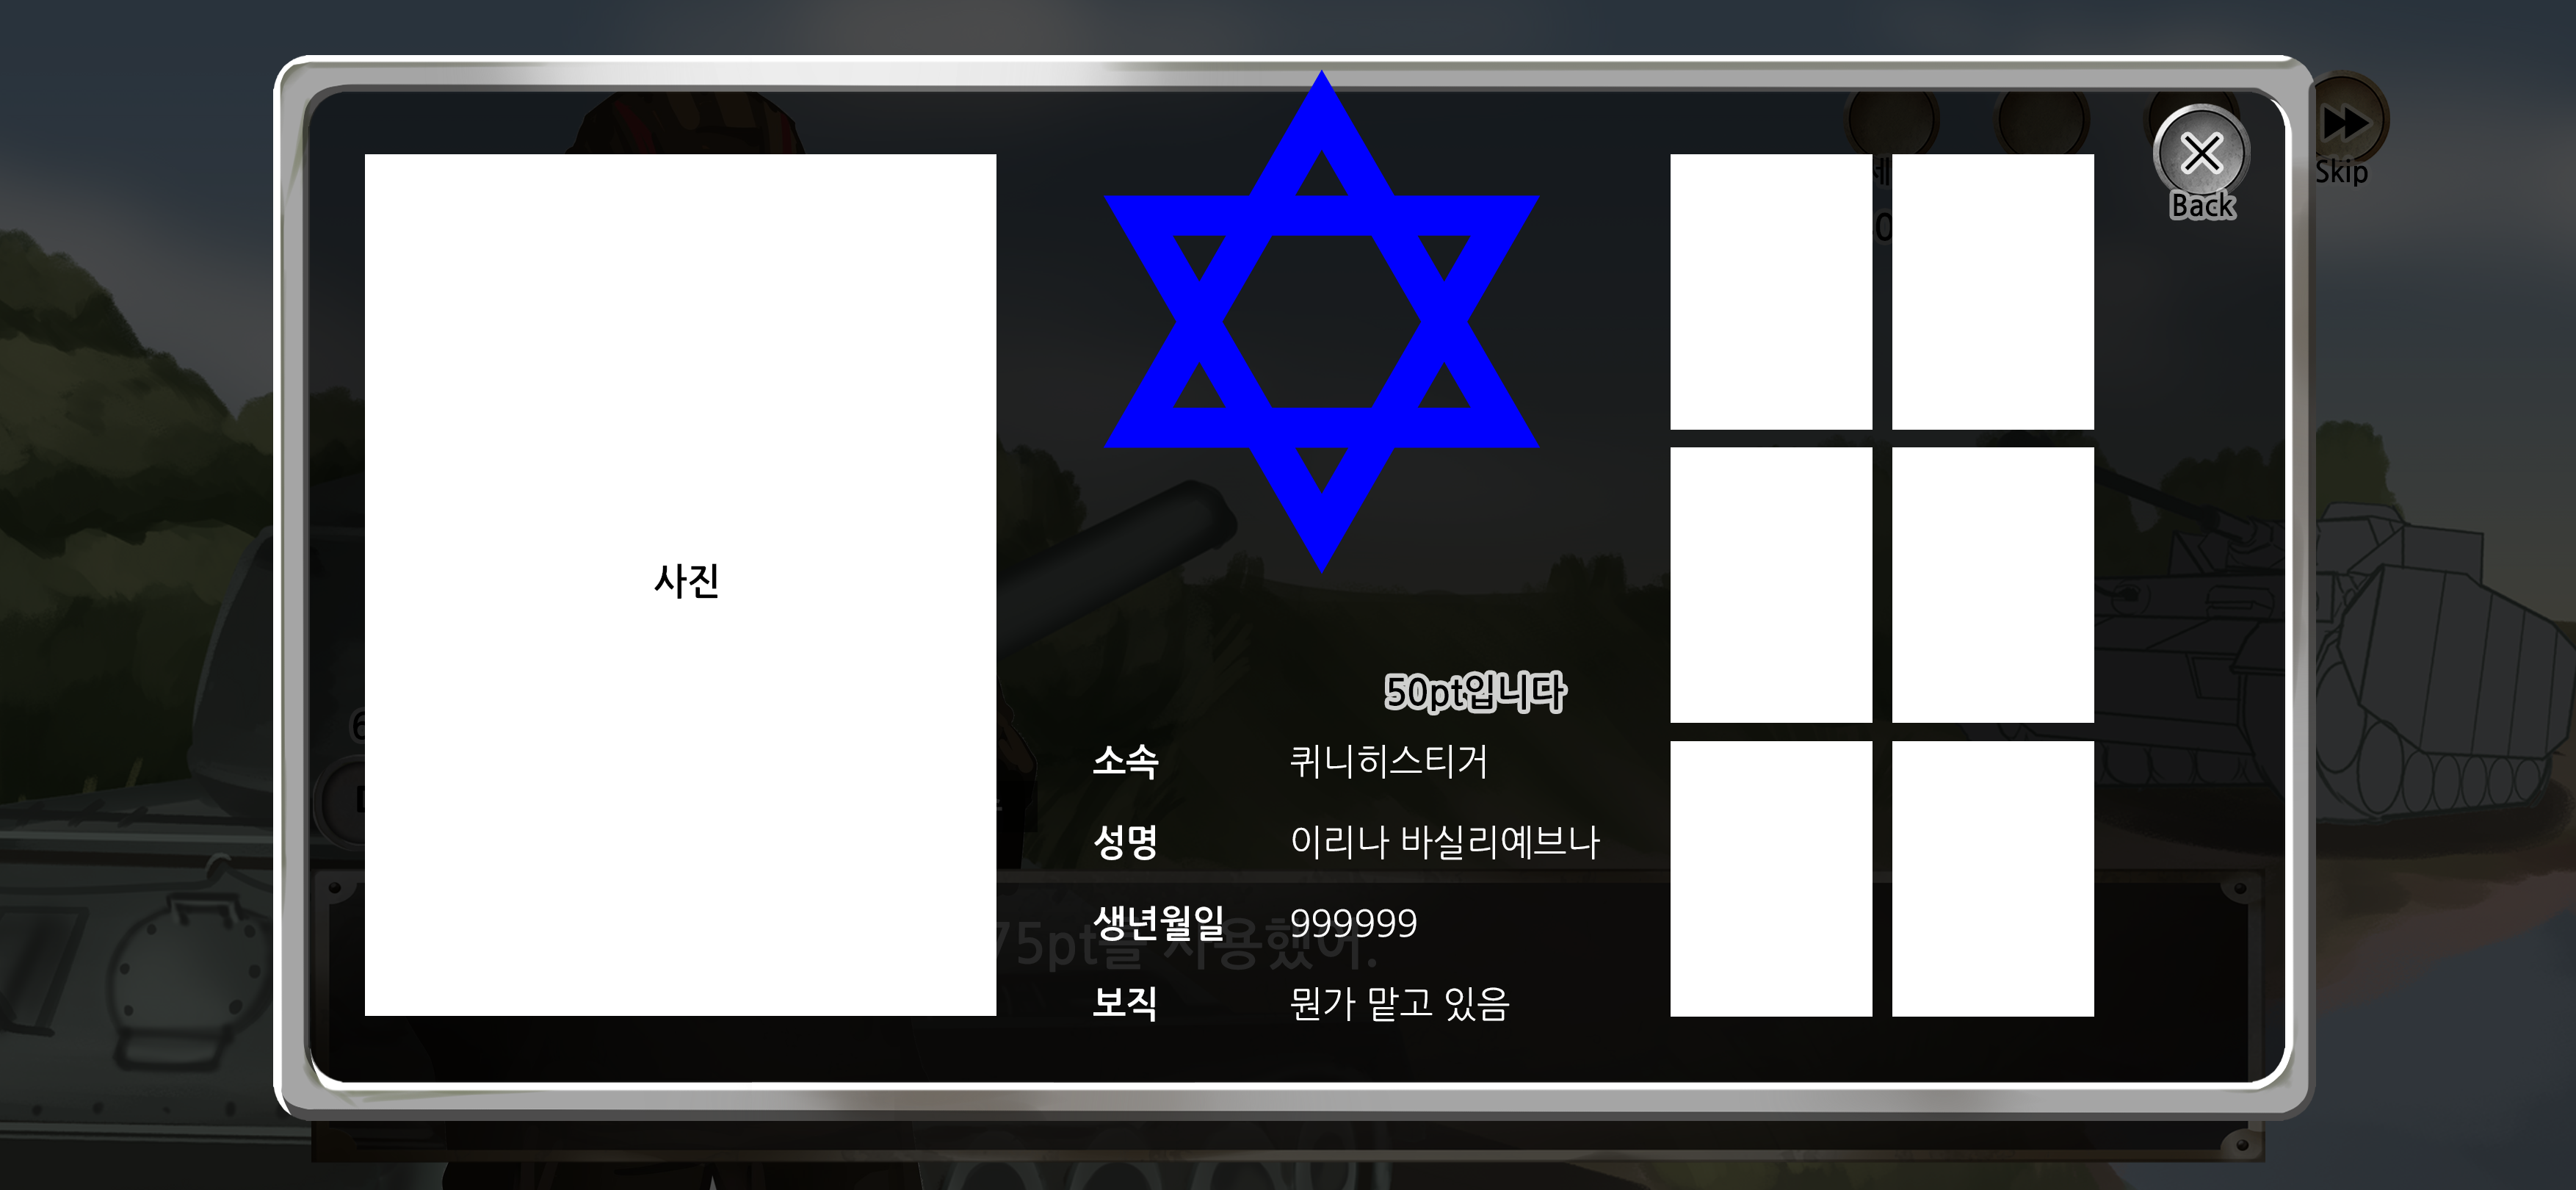 Skip
Back
사진
50pt입니다
소속 퀴니히스티거
성명 이리나 바실리예브나
생년월일 999999
보직 뭔가 맡고 있음
75pt를 사용했어.